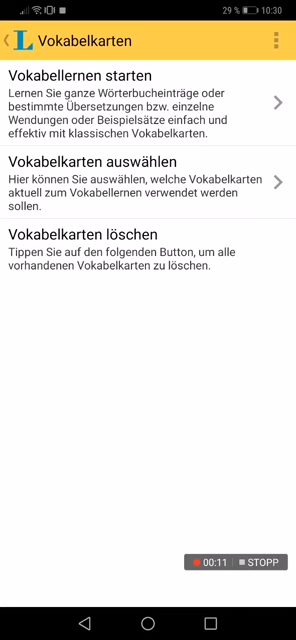 29 % 10:30
L Vokabelkarten
Vokabellernen starten
Lernen Sie ganze Wörterbucheinträge oder
bestimmte Übersetzungen bzw. einzelne
Wendungen oder Beispielsätze einfach und
effektiv mit klassischen Vokabelkarten.
Vokabelkarten auswählen
Hier können Sie auswählen, welche Vokabelkarten
aktuell zum Vokabellernen verwendet werden
sollen.
Vokabelkarten löschen
Tippen Sie auf den folgenden Button, um alle
vorhandenen Vokabelkarten zu löschen.
00:11 STOPP